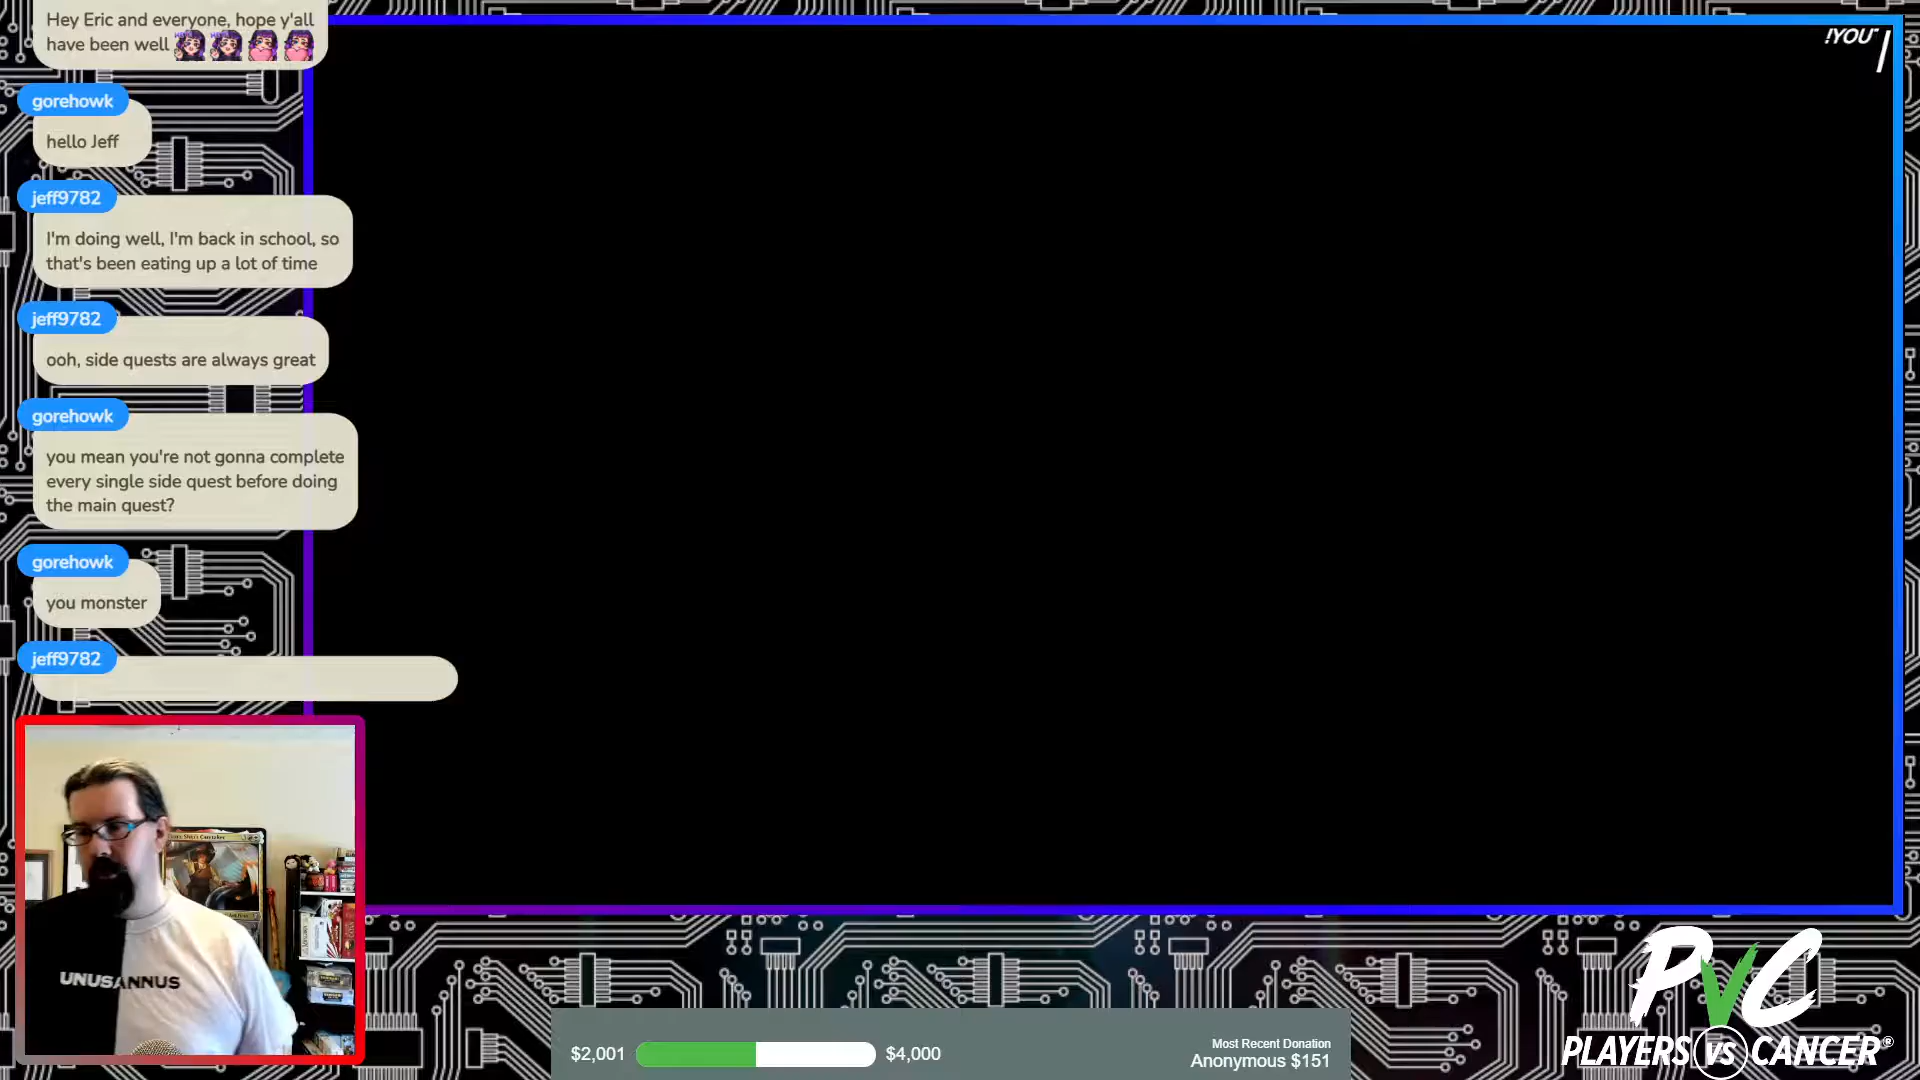 Hey Eric and everyone, hope y'all
have been well
gorehowk
hello Jeff
jeff9782
I'm doing well, I'm back in school, so
that's been eating up a lot of time
jeff9782
ooh, side quests are always great
gorehowk
you mean you're not gonna complete
every single side quest before doing
the main quest?
gorehowk
you monster
jeff9782
!YOU
UNUSANNUS
$2,001
$4,000
Most Recent Donation
Anonymous $151
PVC
PLAYERS VS CANCER®